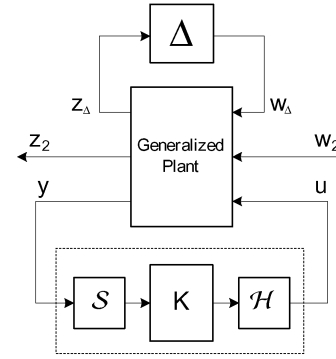 Δ
z_Δ
w_Δ
Generalized
Plant
z_2
w_2
y
u
𝒮
K
ℋ